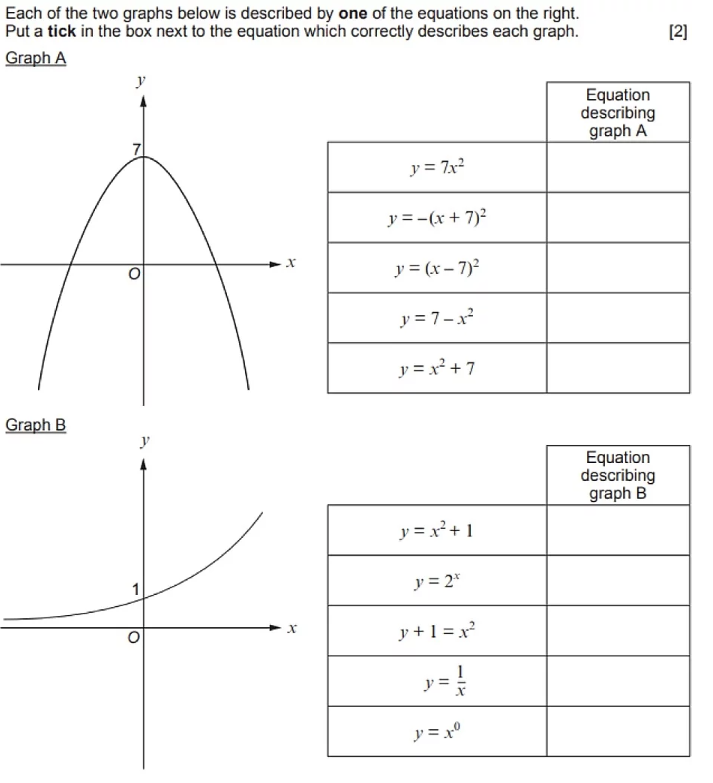 Each of the two graphs below is described by one of the equations on the right.
Put a tick in the box next to the equation which correctly describes each graph. [2]
Graph A
y
7
O
x
Equation
describing
graph A
y = 7x²
y = –(x + 7)²
y = (x – 7)²
y = 7 – x²
y = x² + 7
Graph B
y
1
O
x
Equation
describing
graph B
y = x² + 1
y = 2ˣ
y + 1 = x²
y = 1/x
y = x⁰